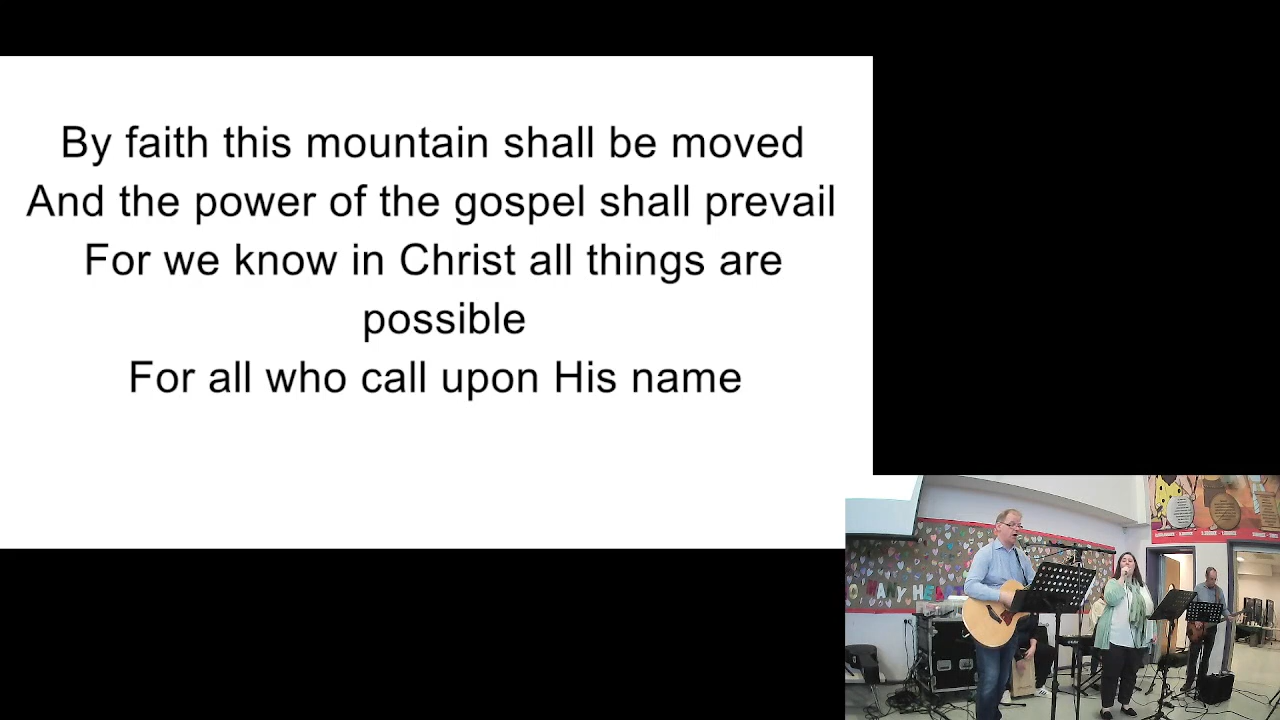 By faith this mountain shall be moved
And the power of the gospel shall prevail
For we know in Christ all things are
possible
For all who call upon His name